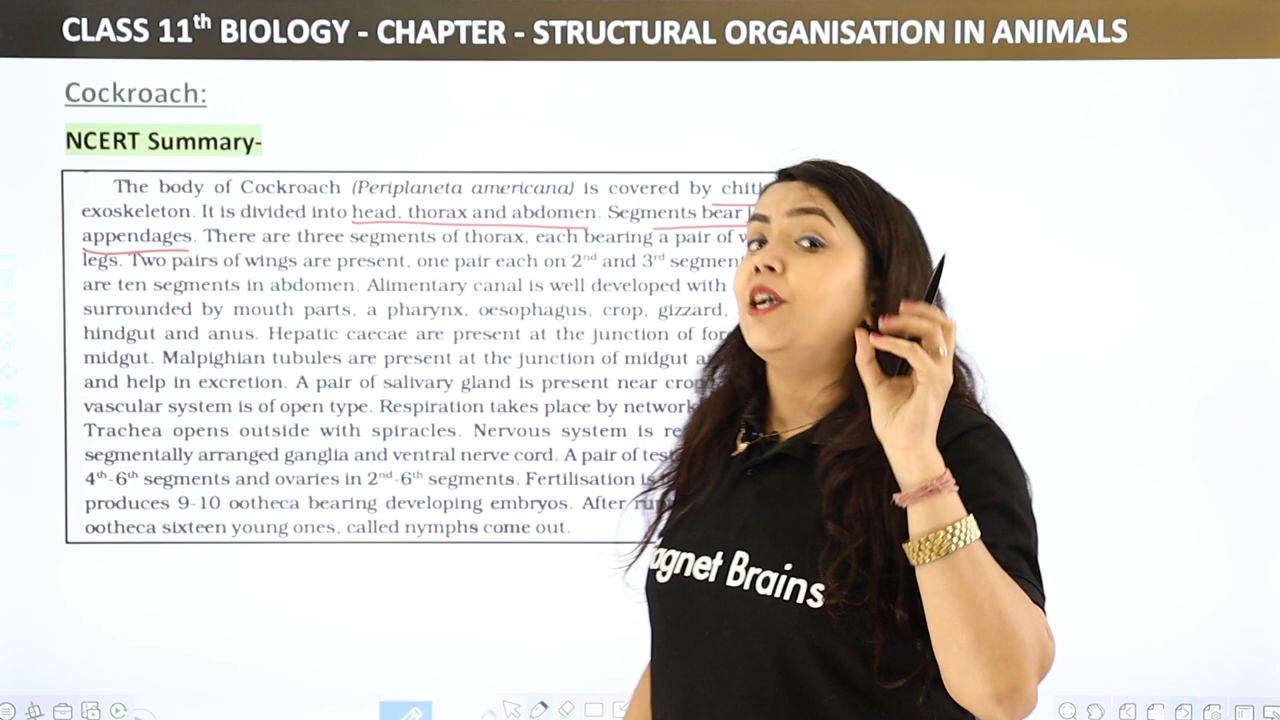 CLASS 11th BIOLOGY - CHAPTER - STRUCTURAL ORGANISATION IN ANIMALS
Cockroach:
NCERT Summary-
The body of Cockroach (Periplaneta americana) is covered by
exoskeleton. It is divided into head, thorax and abdomen. Segments bear
appendages. There are three segments of thorax, each bearing a pair of
legs. Two pairs of wings are present, one pair each on 2nd and 3rd
are ten segments in abdomen. Alimentary canal is well developed with
surrounded by mouth parts, a pharynx, oesophagus, crop, gizzard,
hindgut and anus. Hepatic caecae are present at the junction of
midgut. Malpighian tubules are present at the junction of midgut
and help in excretion. A pair of salivary gland is present near
vascular system is of open type. Respiration takes place by network
Trachea opens outside with spiracles. Nervous system is
segmentally arranged ganglia and ventral nerve cord. A pair of
4th-6th segments and ovaries in 2nd-6th segments. Fertilisation
produces 9-10 ootheca bearing developing embryos. After
ootheca sixteen young ones, called nymphs come out.
agnet Brains